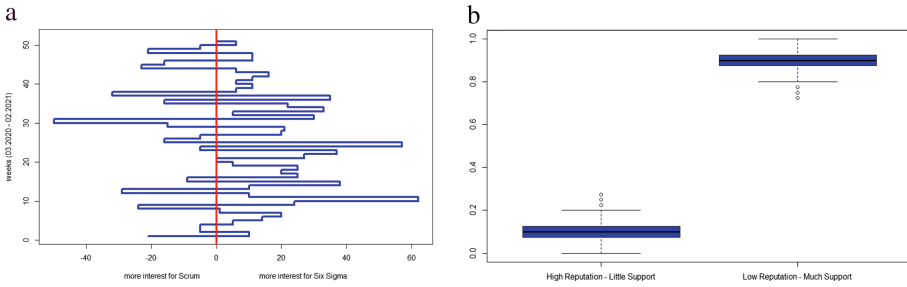 a
b
weeks (03.2020 - 02.2021)
50
40
30
20
10
0
-40 -20 0 20 40 60
more interest for Scrum more interest for Six Sigma
1.0
0.8
0.6
0.4
0.2
0.0
High Reputation - Little Support Low Reputation - Much Support